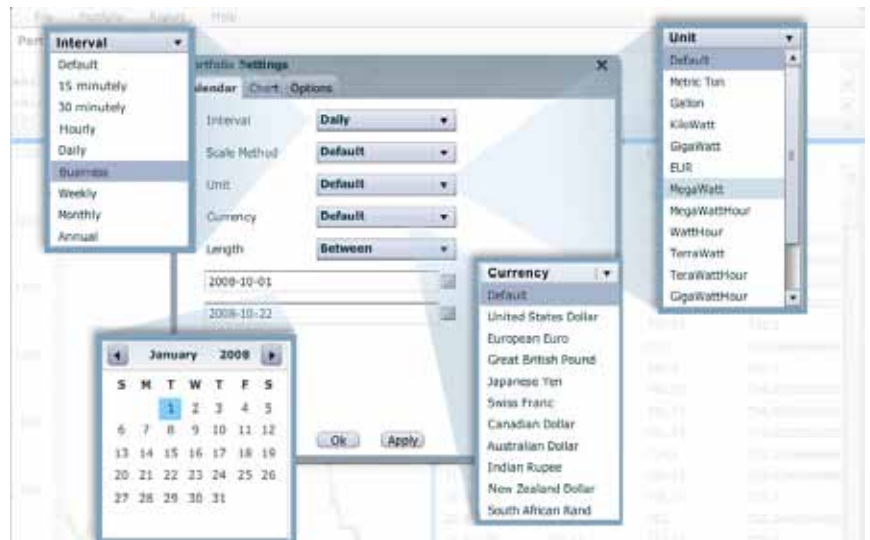 File Portfolio Report Help
Interval
Default
15 minutely
30 minutely
Hourly
Daily
Business
Weekly
Monthly
Annual
Portfolio Settings
Calendar Chart Options
Interval Daily
Scale Method Default
Unit Default
Currency Default
Length Between
2008-10-01
2008-10-22
Ok Apply
January 2008
S M T W T F S
1 2 3 4 5
6 7 8 9 10 11 12
13 14 15 16 17 18 19
20 21 22 23 24 25 26
27 28 29 30 31
Currency
Default
United States Dollar
European Euro
Great British Pound
Japanese Yen
Swiss Franc
Canadian Dollar
Australian Dollar
Indian Rupee
New Zealand Dollar
South African Rand
Unit
Default
Metric Ton
Gallon
KiloWatt
GigaWatt
EUR
MegaWatt
MegaWattHour
WattHour
TerraWatt
TeraWattHour
GigaWattHour